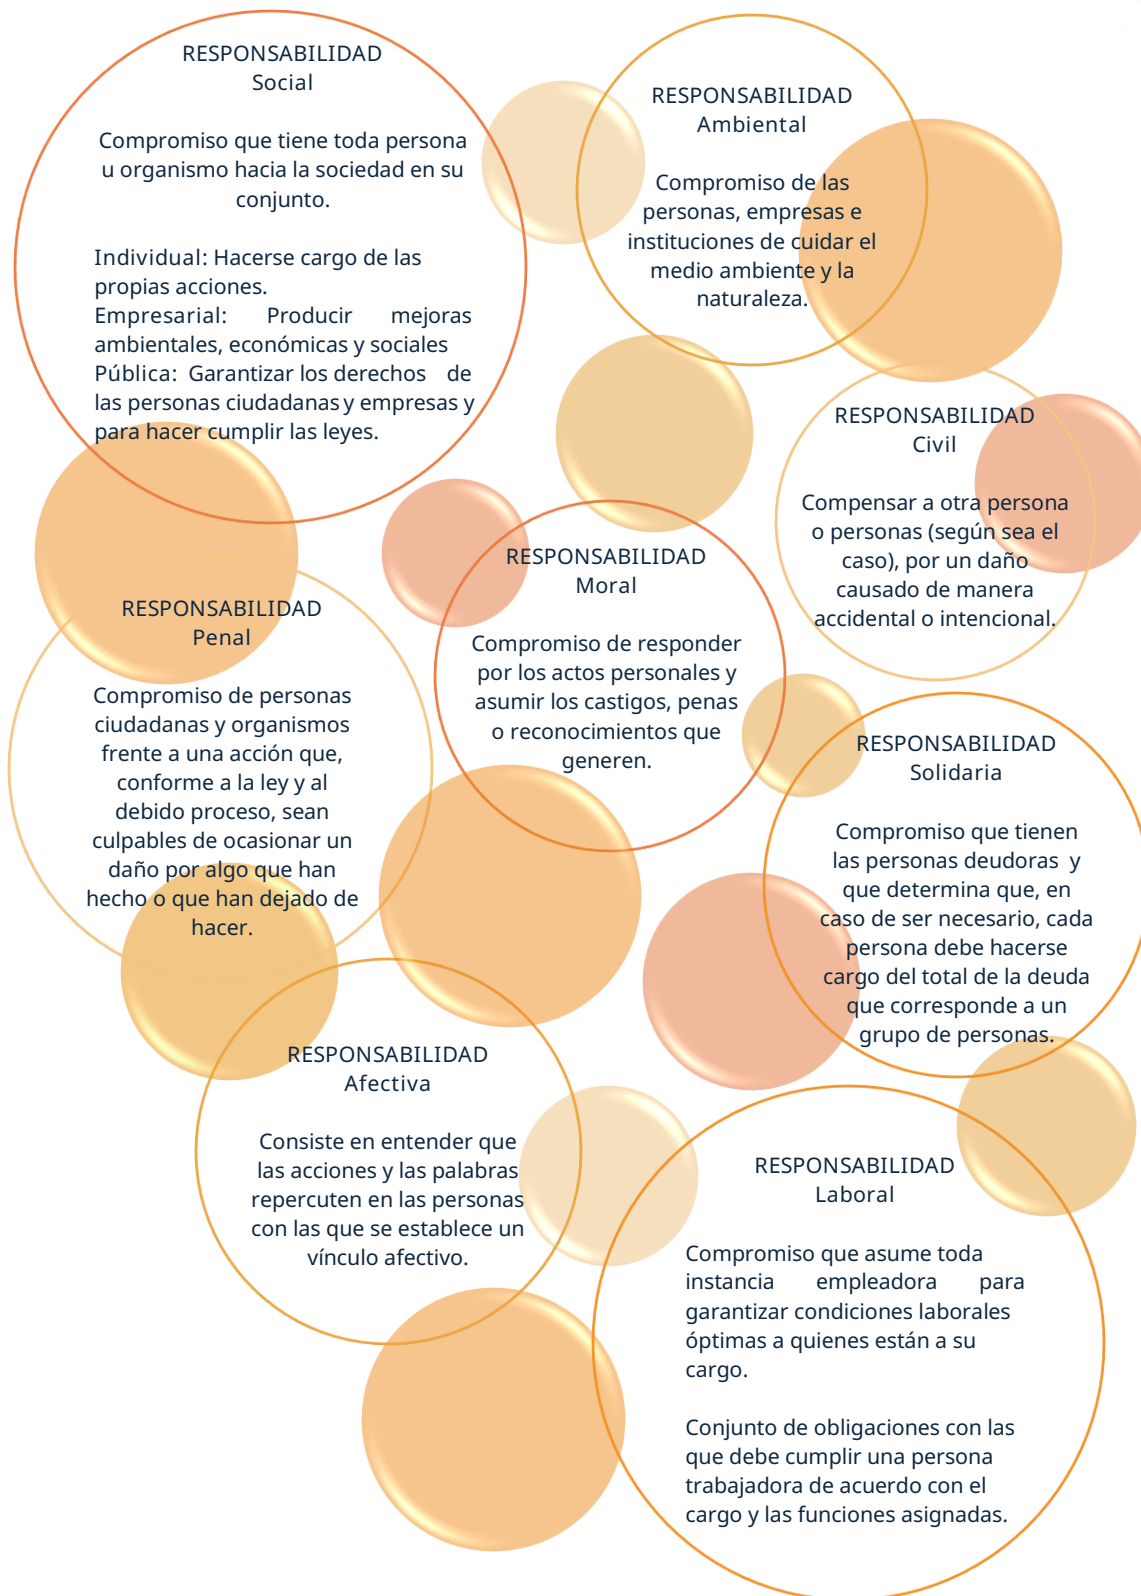 RESPONSABILIDAD
Social
Compromiso que tiene toda persona
u organismo hacia la sociedad en su
conjunto.
Individual: Hacerse cargo de las
propias acciones.
Empresarial: Producir mejoras
ambientales, económicas y sociales
Pública: Garantizar los derechos de
las personas ciudadanas y empresas y
para hacer cumplir las leyes.
RESPONSABILIDAD
Ambiental
Compromiso de las
personas, empresas e
instituciones de cuidar el
medio ambiente y la
naturaleza.
RESPONSABILIDAD
Civil
Compensar a otra persona
o personas (según sea el
caso), por un daño
causado de manera
accidental o intencional.
RESPONSABILIDAD
Moral
Compromiso de responder
por los actos personales y
asumir los castigos, penas
o reconocimientos que
generen.
RESPONSABILIDAD
Penal
Compromiso de personas
ciudadanas y organismos
frente a una acción que,
conforme a la ley y al
debido proceso, sean
culpables de ocasionar un
daño por algo que han
hecho o que han dejado de
hacer.
RESPONSABILIDAD
Solidaria
Compromiso que tienen
las personas deudoras y
que determina que, en
caso de ser necesario, cada
persona debe hacerse
cargo del total de la deuda
que corresponde a un
grupo de personas.
RESPONSABILIDAD
Afectiva
Consiste en entender que
las acciones y las palabras
repercuten en las personas
con las que se establece un
vínculo afectivo.
RESPONSABILIDAD
Laboral
Compromiso que asume toda
instancia empleadora para
garantizar condiciones laborales
óptimas a quienes están a su
cargo.
Conjunto de obligaciones con las
que debe cumplir una persona
trabajadora de acuerdo con el
cargo y las funciones asignadas.